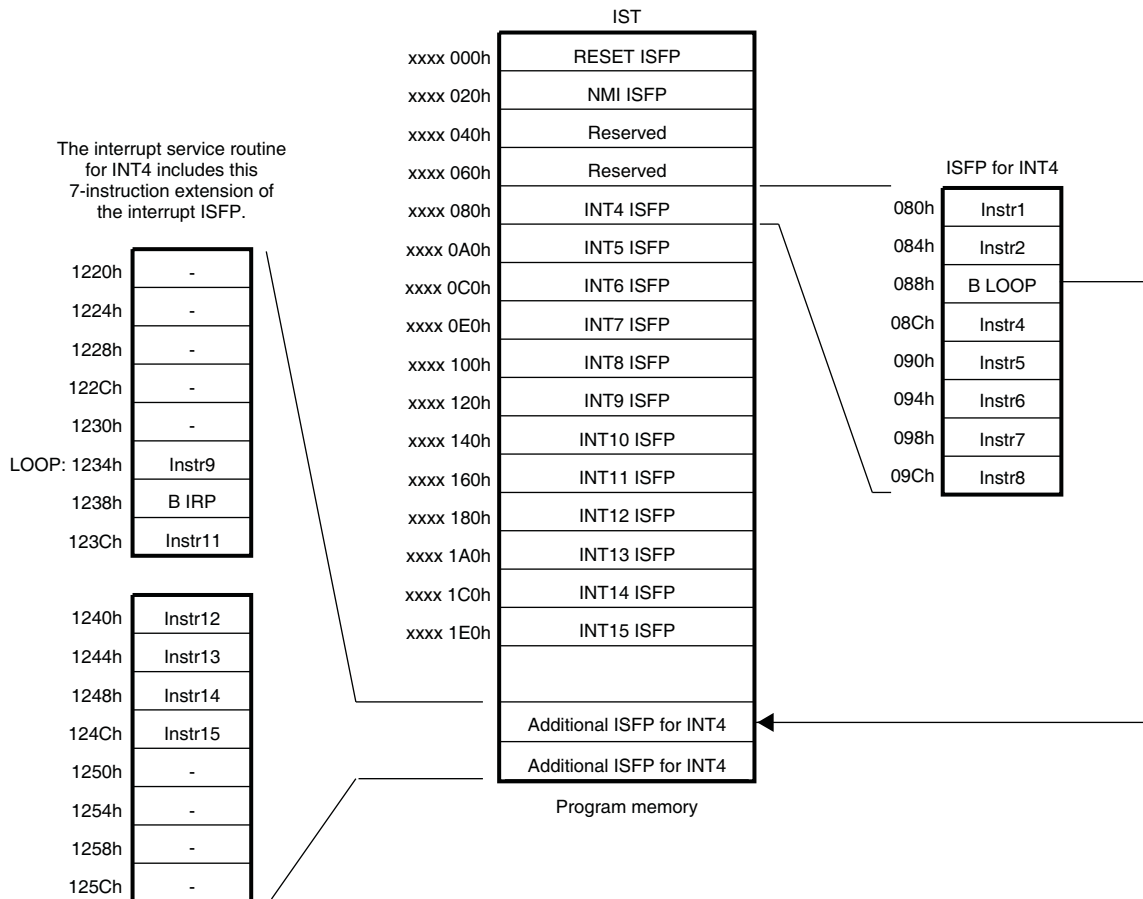 IST
xxxx 000h RESET ISFP
xxxx 020h NMI ISFP
xxxx 040h Reserved
xxxx 060h Reserved
xxxx 080h INT4 ISFP
xxxx 0A0h INT5 ISFP
xxxx 0C0h INT6 ISFP
xxxx 0E0h INT7 ISFP
xxxx 100h INT8 ISFP
xxxx 120h INT9 ISFP
xxxx 140h INT10 ISFP
xxxx 160h INT11 ISFP
xxxx 180h INT12 ISFP
xxxx 1A0h INT13 ISFP
xxxx 1C0h INT14 ISFP
xxxx 1E0h INT15 ISFP
Additional ISFP for INT4
Additional ISFP for INT4
Program memory
The interrupt service routine
for INT4 includes this
7-instruction extension of
the interrupt ISFP.
1220h -
1224h -
1228h -
122Ch -
1230h -
LOOP: 1234h Instr9
1238h B IRP
123Ch Instr11
1240h Instr12
1244h Instr13
1248h Instr14
124Ch Instr15
1250h -
1254h -
1258h -
125Ch -
ISFP for INT4
080h Instr1
084h Instr2
088h B LOOP
08Ch Instr4
090h Instr5
094h Instr6
098h Instr7
09Ch Instr8